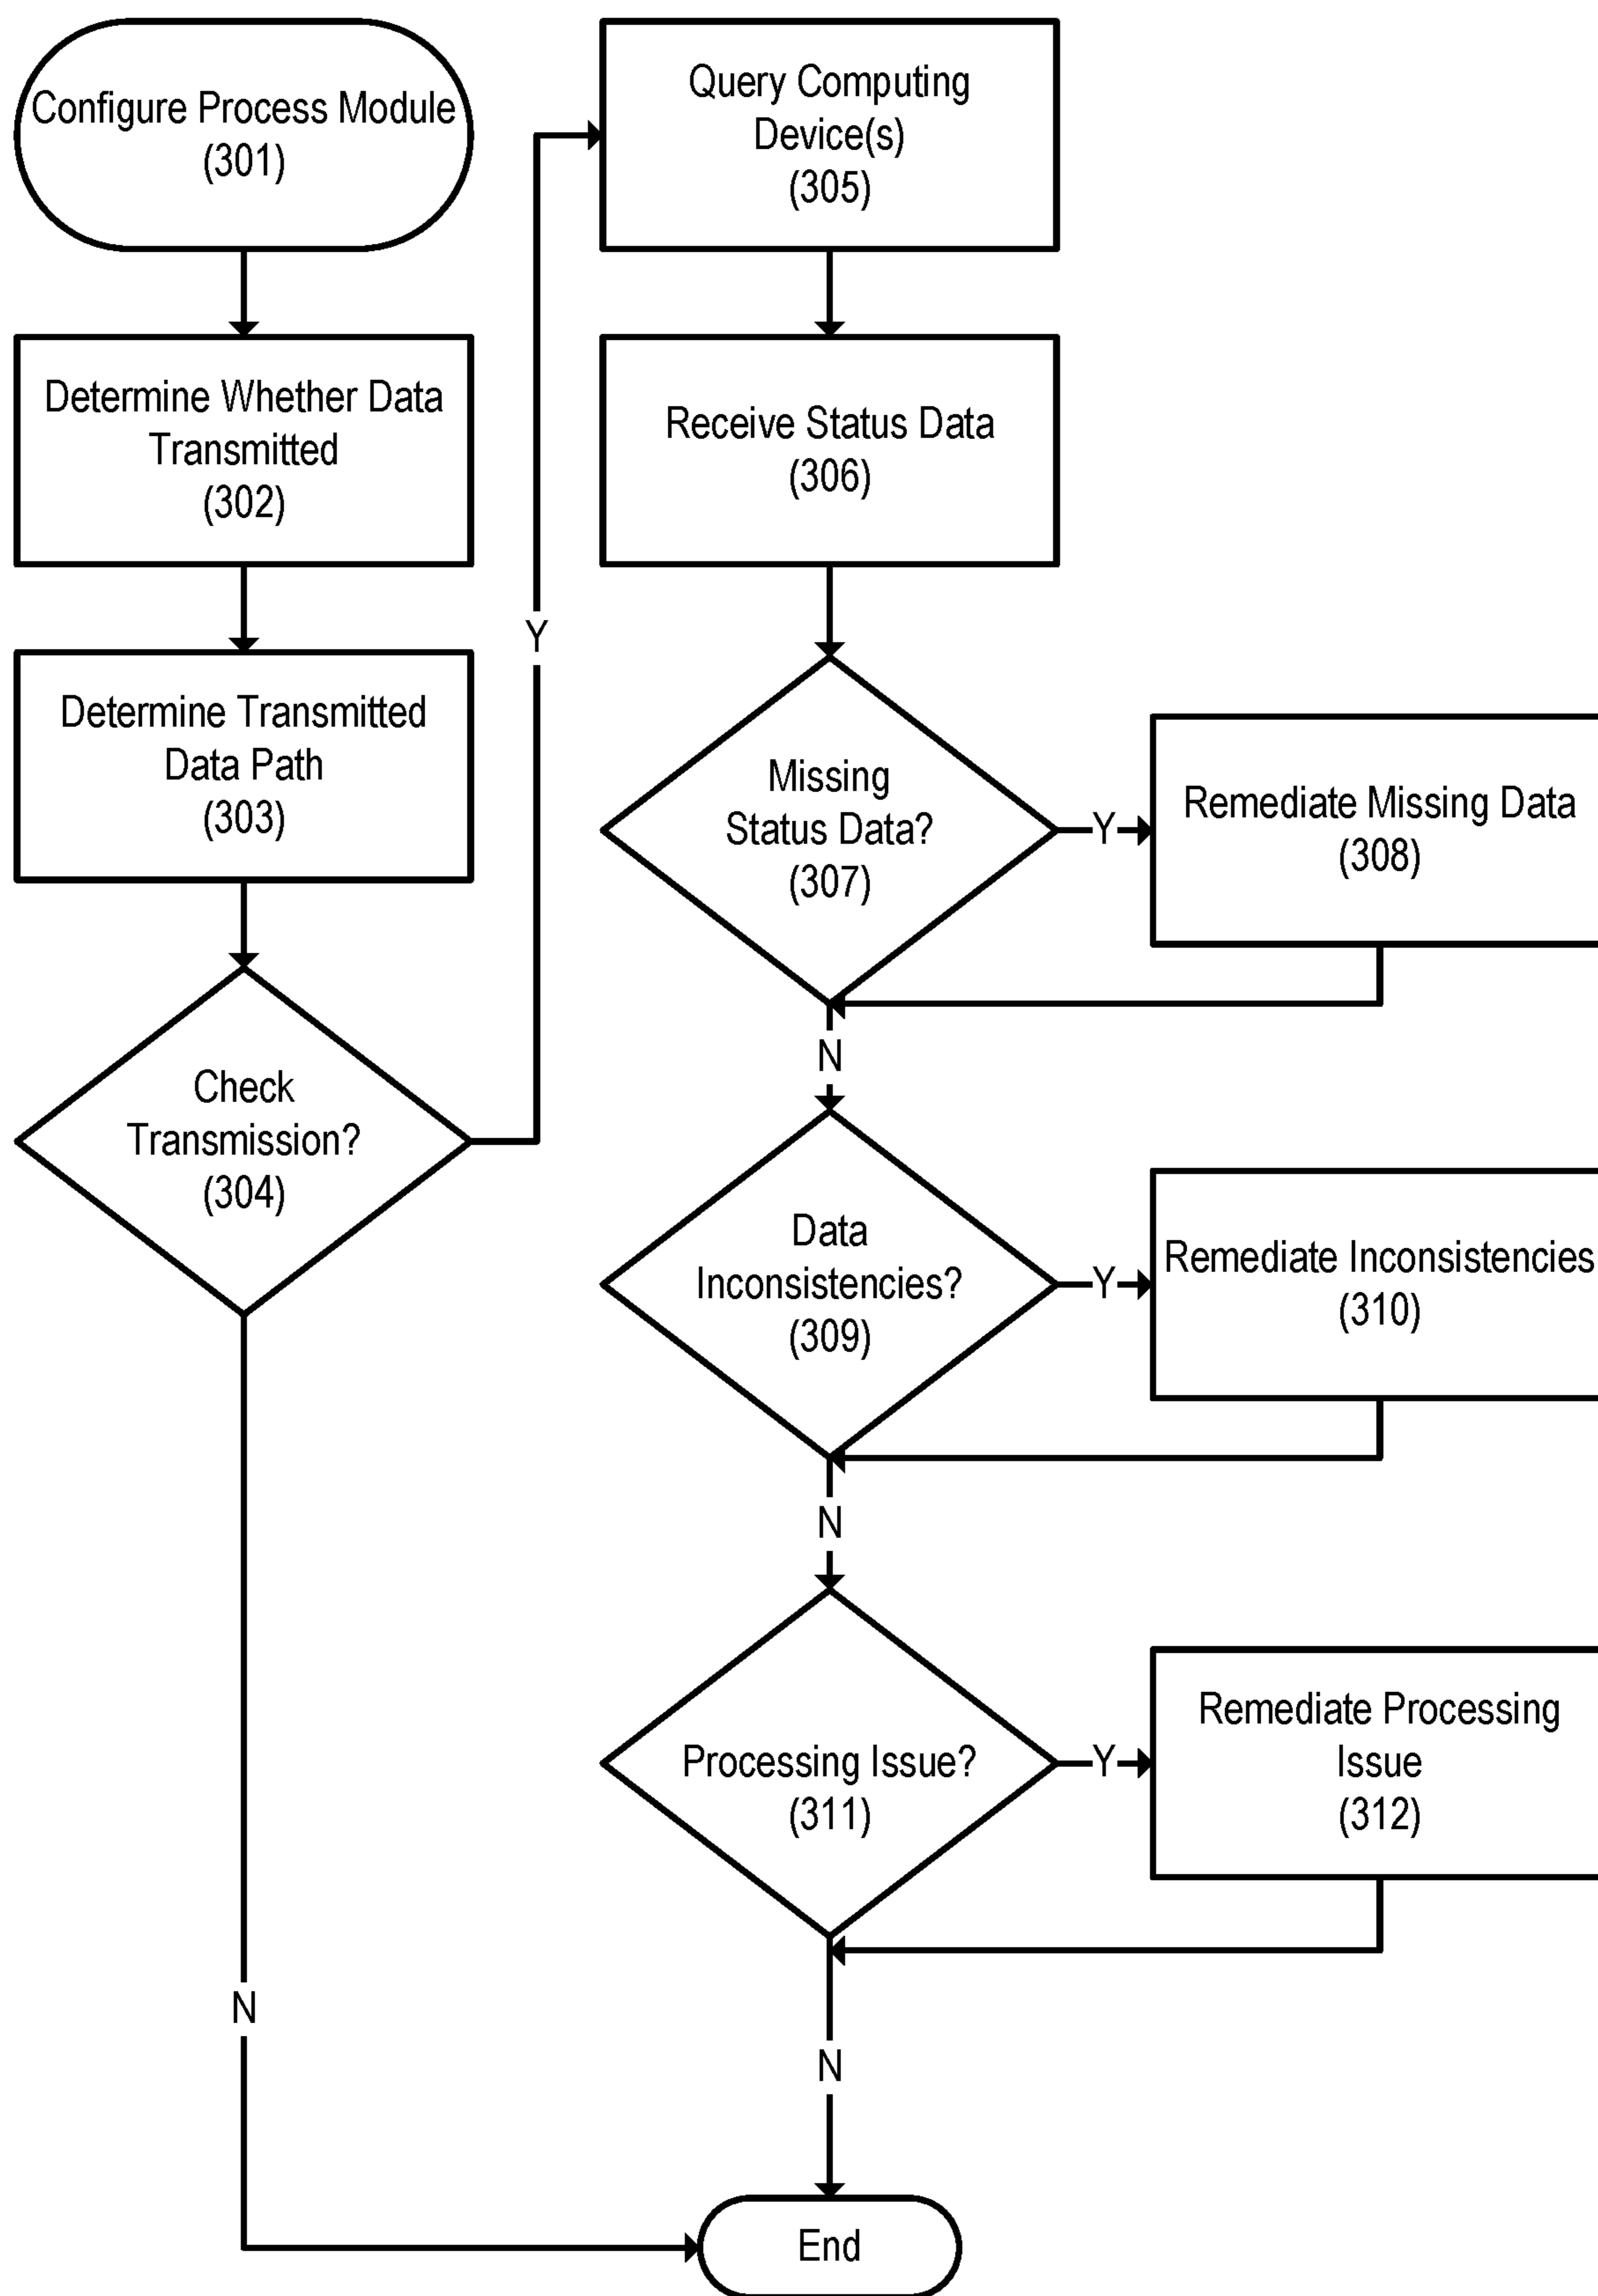 Configure Process Module
(301)
Determine Whether Data
Transmitted
(302)
Determine Transmitted
Data Path
(303)
Check
Transmission?
(304)
Y
N
Query Computing
Device(s)
(305)
Receive Status Data
(306)
Missing
Status Data?
(307)
Y
Remediate Missing Data
(308)
N
Data
Inconsistencies?
(309)
Y
Remediate Inconsistencies
(310)
N
Processing Issue?
(311)
Y
Remediate Processing
Issue
(312)
N
End